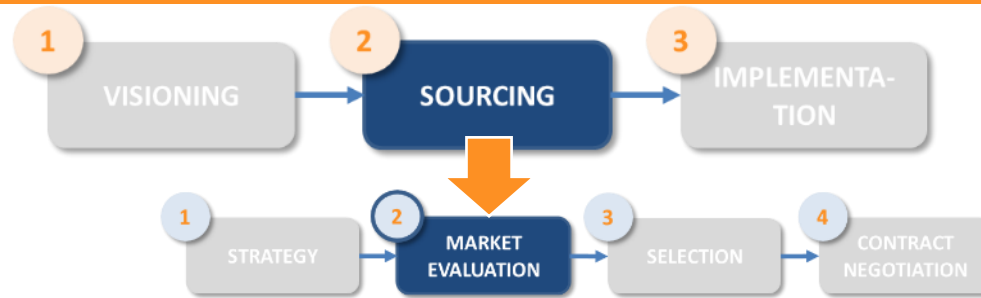 1
VISIONING
2
SOURCING
3
IMPLEMENTA-
TION
1
STRATEGY
2
MARKET
EVALUATION
3
SELECTION
4
CONTRACT
NEGOTIATION